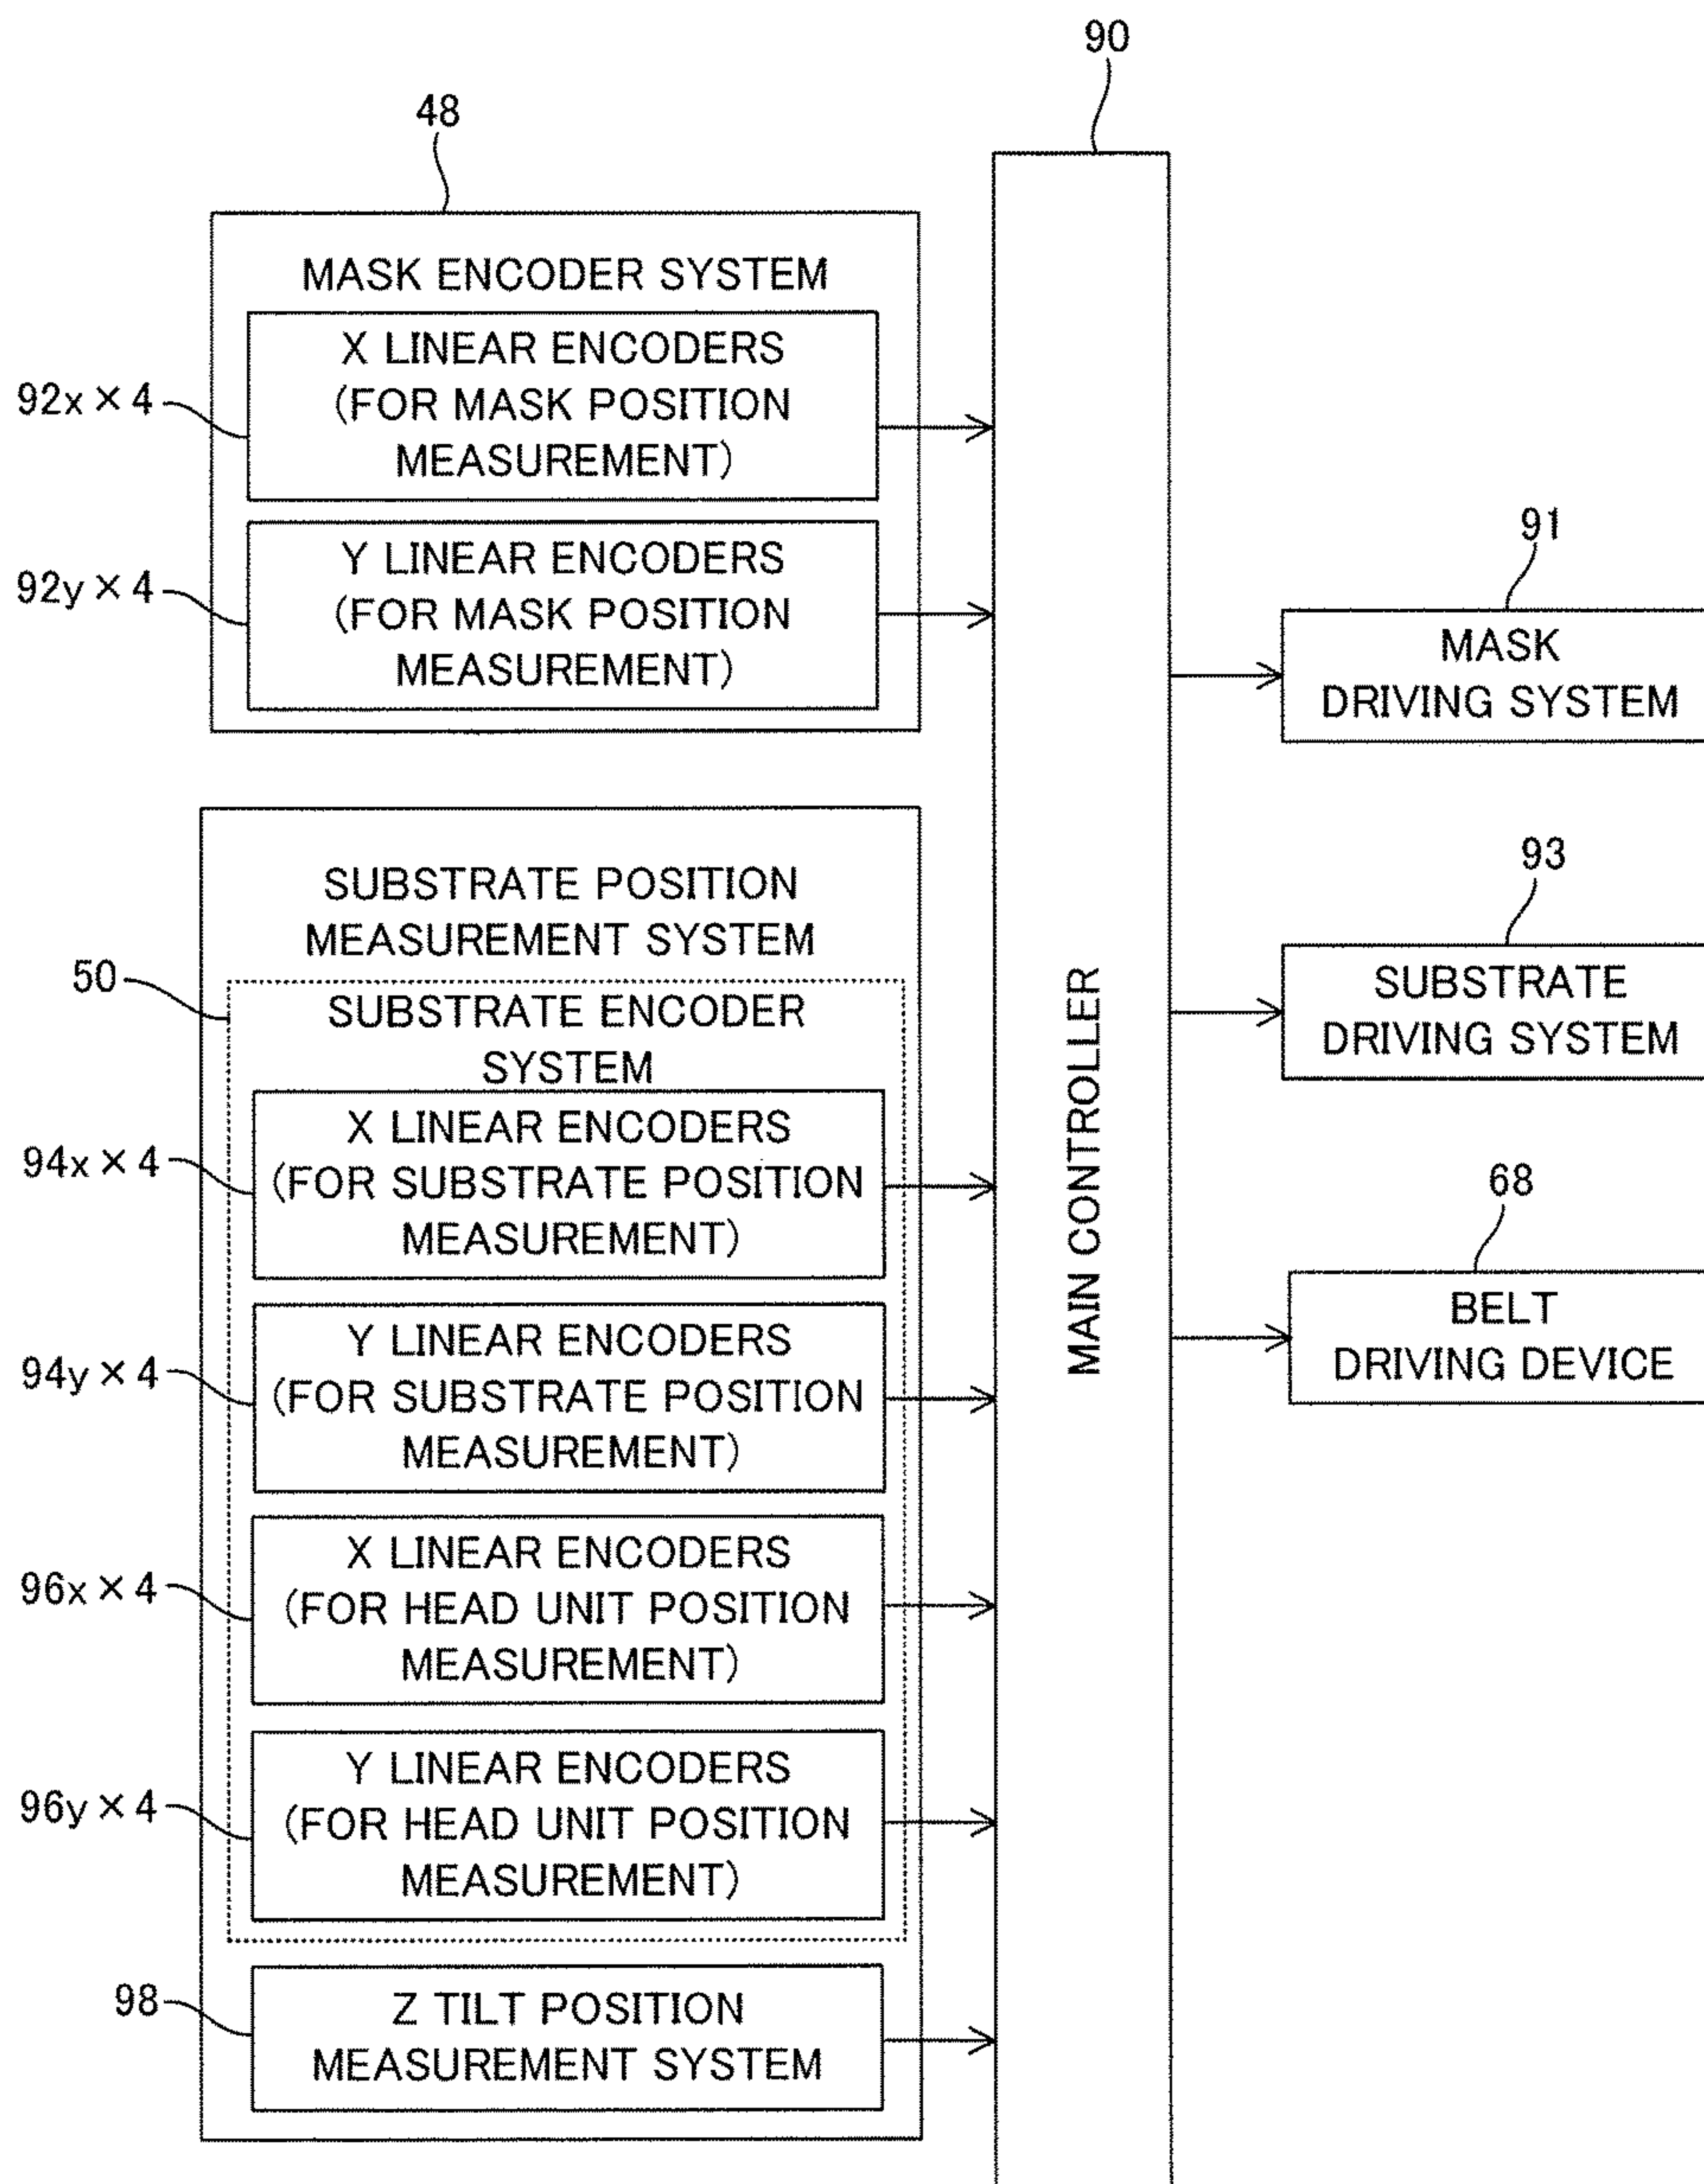 90
48
MASK ENCODER SYSTEM
X LINEAR ENCODERS
(FOR MASK POSITION
MEASUREMENT)
92x×4
Y LINEAR ENCODERS
(FOR MASK POSITION
MEASUREMENT)
92y×4
SUBSTRATE POSITION
MEASUREMENT SYSTEM
50
SUBSTRATE ENCODER
SYSTEM
X LINEAR ENCODERS
(FOR SUBSTRATE POSITION
MEASUREMENT)
94x×4
Y LINEAR ENCODERS
(FOR SUBSTRATE POSITION
MEASUREMENT)
94y×4
X LINEAR ENCODERS
(FOR HEAD UNIT POSITION
MEASUREMENT)
96x×4
Y LINEAR ENCODERS
(FOR HEAD UNIT POSITION
MEASUREMENT)
96y×4
98
Z TILT POSITION
MEASUREMENT SYSTEM
MAIN CONTROLLER
91
MASK
DRIVING SYSTEM
93
SUBSTRATE
DRIVING SYSTEM
68
BELT
DRIVING DEVICE